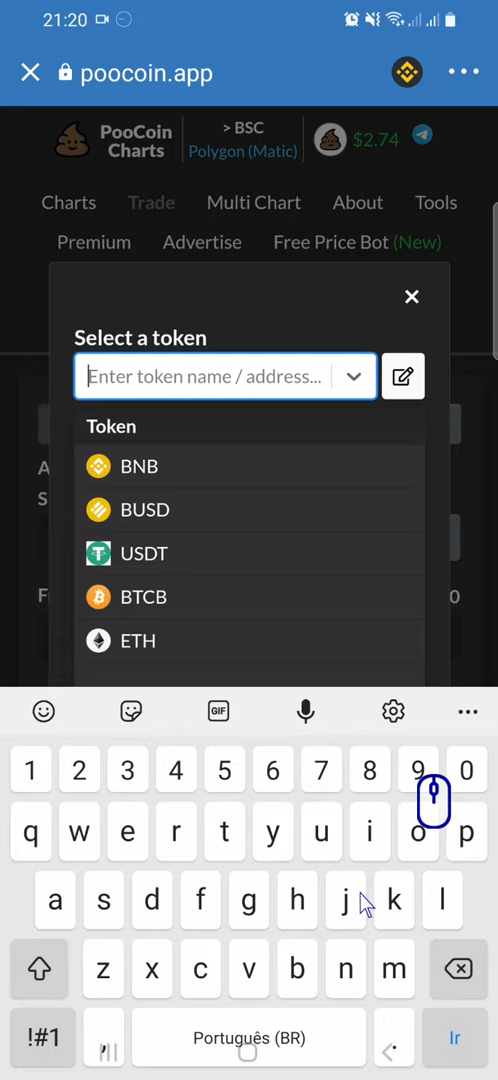 21:20
poocoin.app
PooCoin Charts
> BSC
Polygon (Matic)
$2.74
Charts Trade Multi Chart About Tools
Premium Advertise Free Price Bot (New)
Select a token
Enter token name / address...
Token
BNB
BUSD
USDT
BTCB
ETH
A
S
F
0
GIF
1 2 3 4 5 6 7 8 9 0
q w e r t y u i o p
a s d f g h j k l
z x c v b n m
!#1 , Português (BR) . Ir